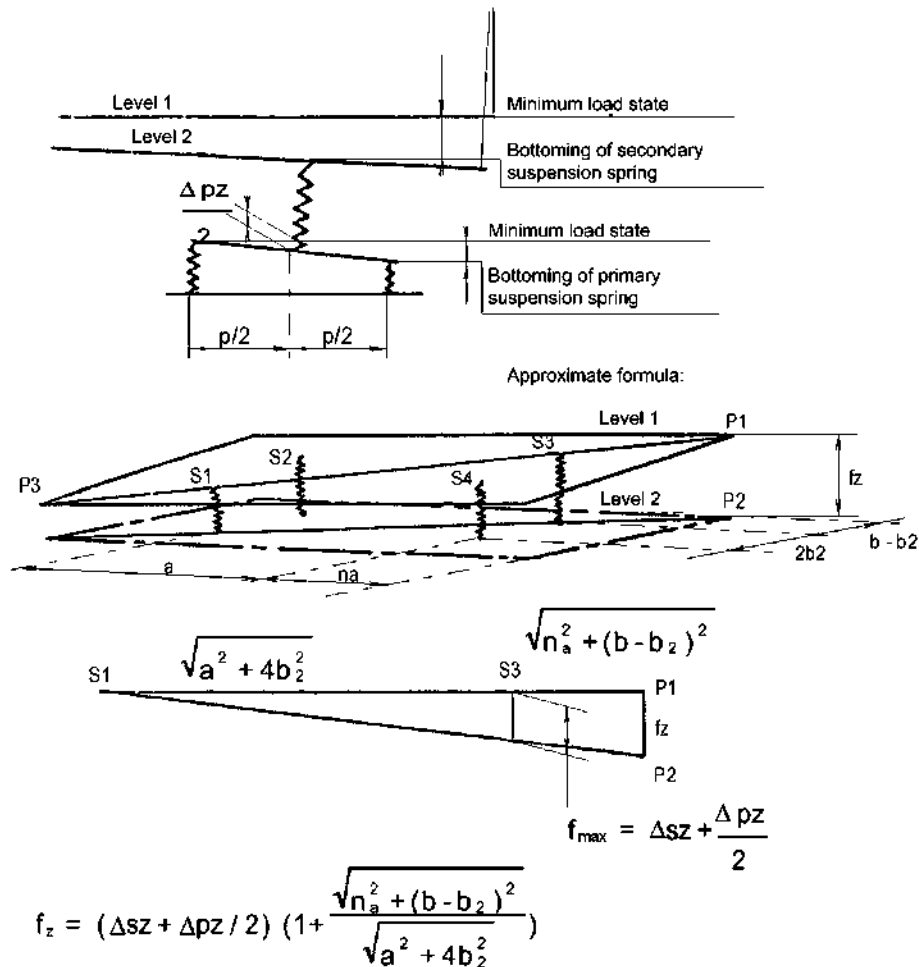 Level 1
Minimum load state
Level 2
Bottoming of secondary
suspension spring
Δ pz
2
Minimum load state
Bottoming of primary
suspension spring
p/2 p/2
Approximate formula:
Level 1 P1
S3
S2
S1
S4
P3
fz
Level 2
P2
b - b2
2b2
a na
√(a² + 4b₂²) √(nₐ² + (b - b₂)²)
S1 S3 P1
fz
P2
f_max = Δsz + Δ pz / 2
f_z = (Δsz + Δpz / 2) (1 + √(nₐ² + (b - b₂)²) / √(a² + 4b₂²))